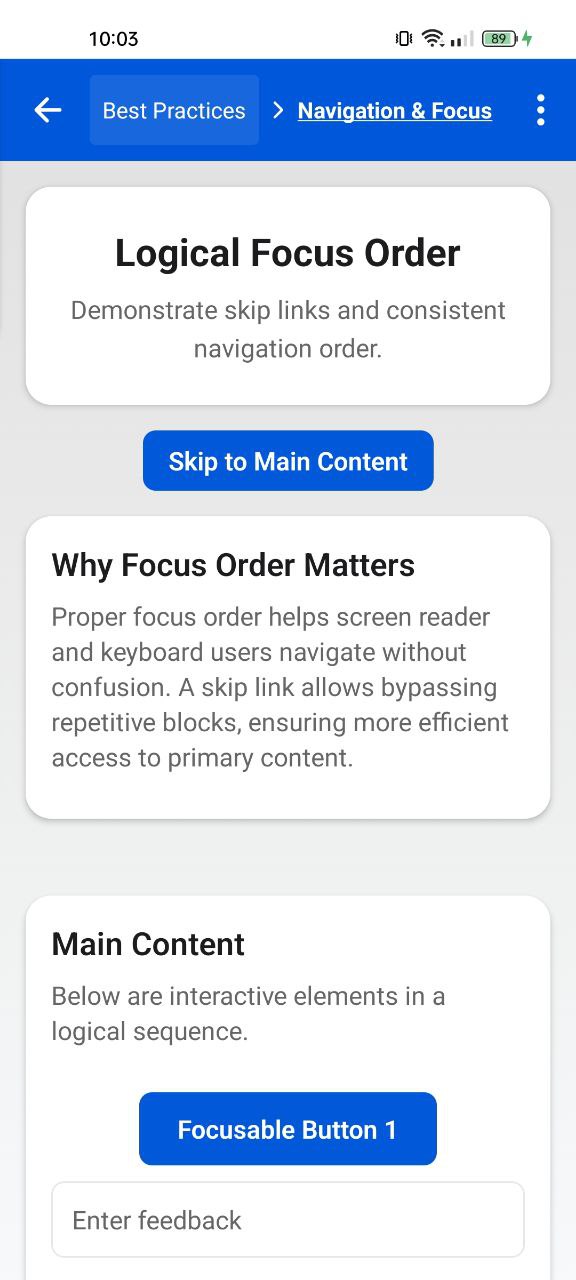 10:03
89
Best Practices > Navigation & Focus
Logical Focus Order
Demonstrate skip links and consistent
navigation order.
Skip to Main Content
Why Focus Order Matters
Proper focus order helps screen reader
and keyboard users navigate without
confusion. A skip link allows bypassing
repetitive blocks, ensuring more efficient
access to primary content.
Main Content
Below are interactive elements in a
logical sequence.
Focusable Button 1
Enter feedback